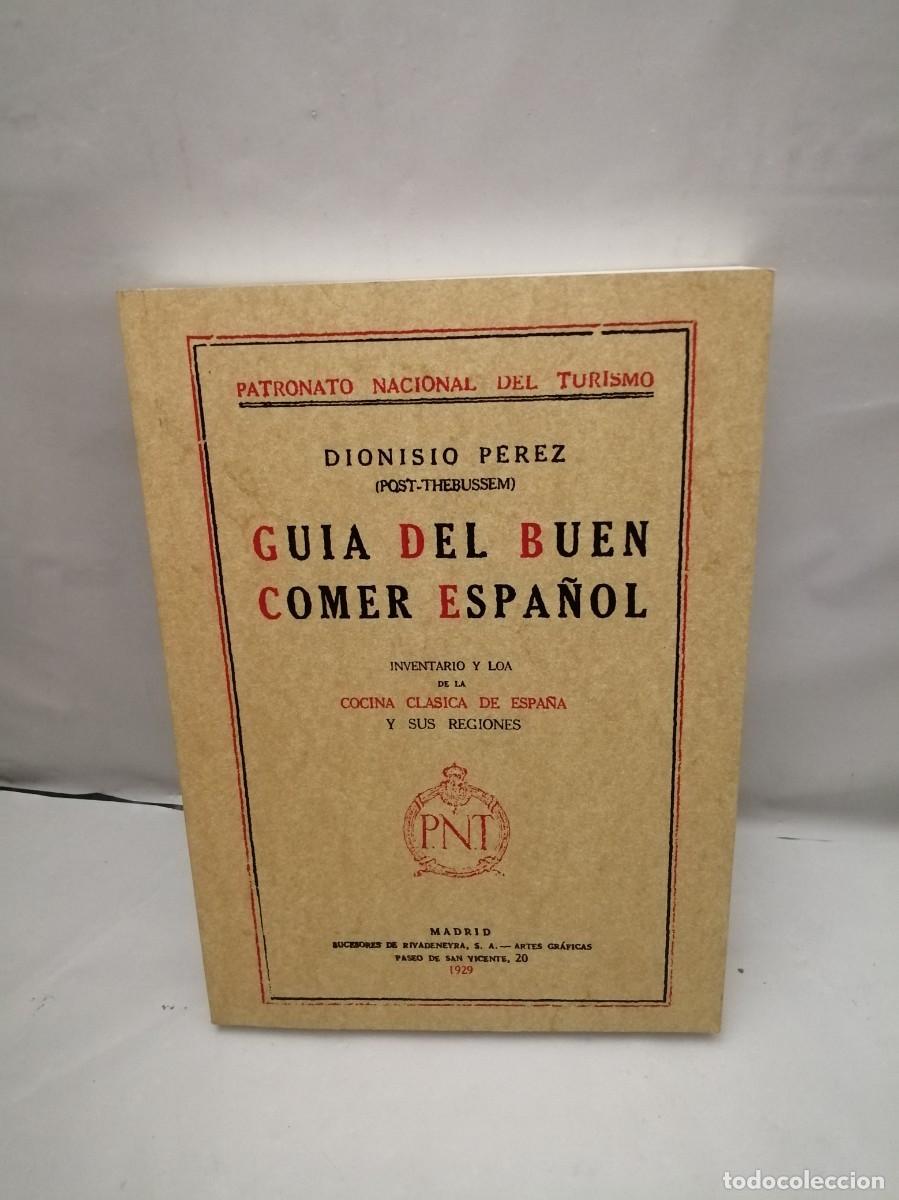 PATRONATO NACIONAL DEL TURISMO
DIONISIO PEREZ
(POST-THEBUSSEM)
GUIA DEL BUEN
COMER ESPAÑOL
INVENTARIO Y LOA
DE LA
COCINA CLASICA DE ESPAÑA
Y SUS REGIONES
P.N.T
MADRID
SUCESORES DE RIVADENEYRA, S. A. — ARTES GRÁFICAS
PASEO DE SAN VICENTE, 20
1929
todocoleccion